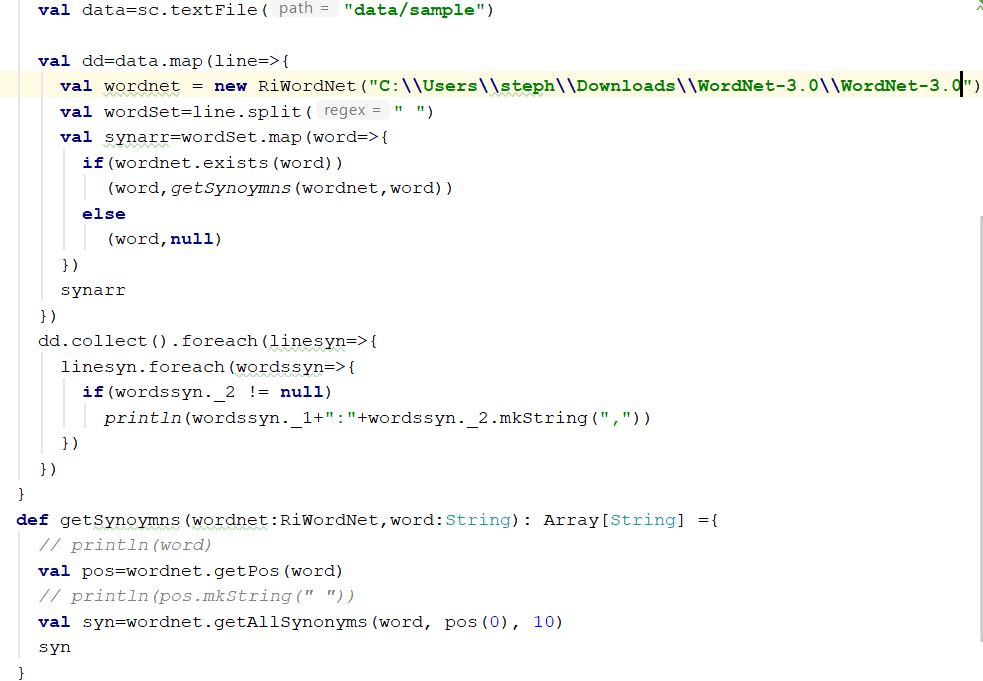 val data=sc.textFile( path = "data/sample")
val dd=data.map(line=>{
val wordnet = new RiWordNet("C:\\Users\\steph\\Downloads\\WordNet-3.0\\WordNet-3.0")
val wordSet=line.split( regex = " ")
val synarr=wordSet.map(word=>{
if(wordnet.exists(word))
(word,getSynoymns(wordnet,word))
else
(word,null)
})
synarr
})
dd.collect().foreach(linesyn=>{
linesyn.foreach(wordssyn=>{
if(wordssyn._2 != null)
println(wordssyn._1+":"+wordssyn._2.mkString(","))
})
})
}
def getSynoymns(wordnet:RiWordNet,word:String): Array[String] ={
// println(word)
val pos=wordnet.getPos(word)
// println(pos.mkString(" "))
val syn=wordnet.getAllSynonyms(word, pos(0), 10)
syn
}